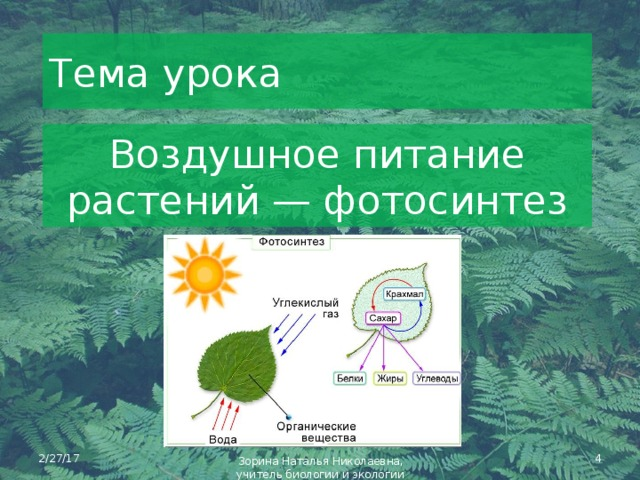 Тема урока
Воздушное питание
растений — фотосинтез
Фотосинтез
Углекислый
газ
Крахмал
Сахар
Белки
Жиры
Углеводы
Органические
вещества
Вода
2/27/17
Зорина Наталья Николаевна,
учитель биологии и экологии
4